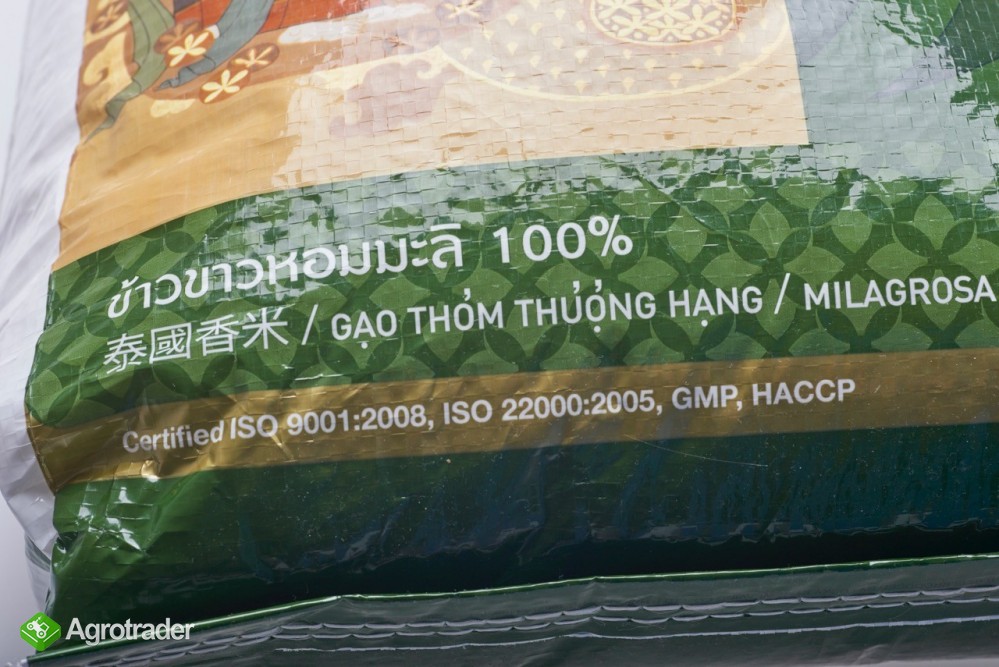 ข้าวขาวหอมมะลิ 100%
泰國香米 / GẠO THỎM THƯỢNG HẠNG / MILAGROSA
Certified ISO 9001:2008, ISO 22000:2005, GMP, HACCP
Agrotrader